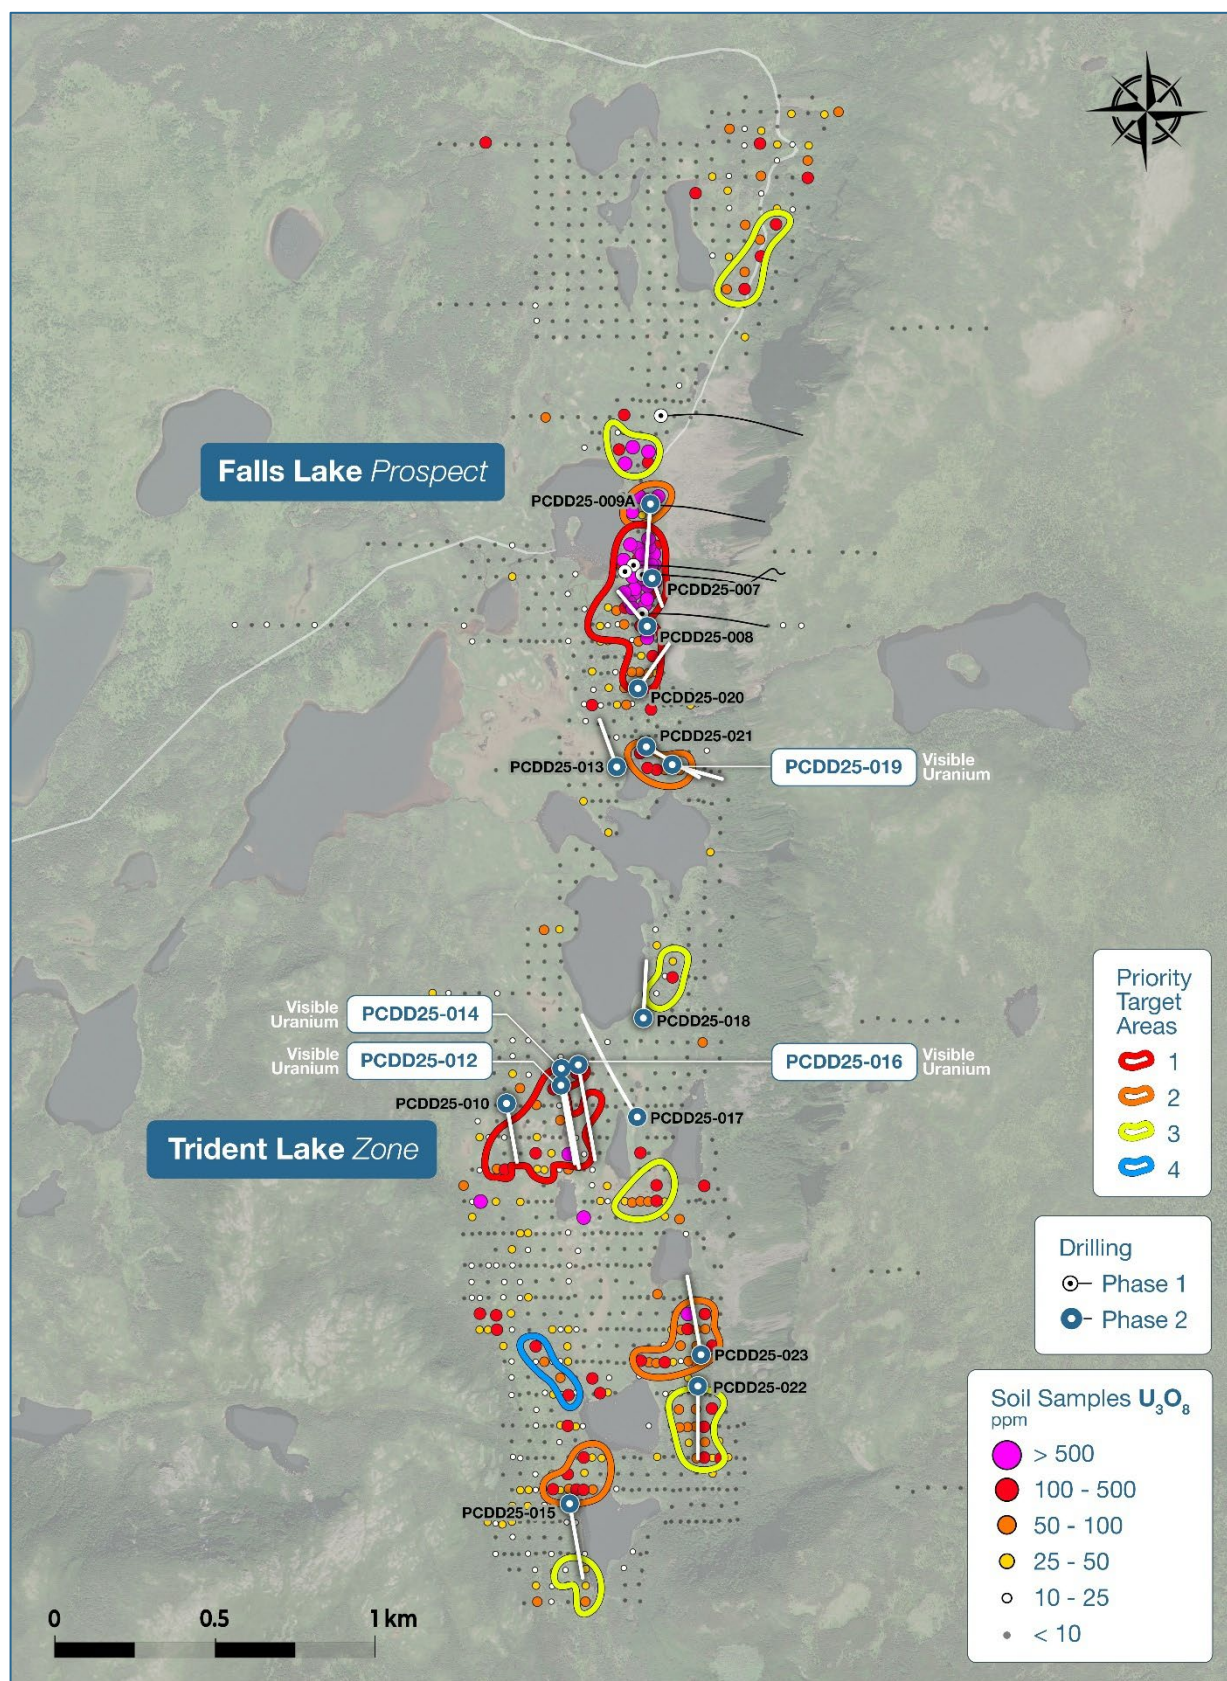 Falls Lake Prospect
PCDD25-009A
PCDD25-007
PCDD25-008
PCDD25-020
PCDD25-021
PCDD25-013
PCDD25-019
Visible
Uranium
PCDD25-018
Visible
Uranium
PCDD25-014
Visible
Uranium
PCDD25-012
PCDD25-016
Visible
Uranium
PCDD25-010
PCDD25-017
Trident Lake Zone
PCDD25-023
PCDD25-022
PCDD25-015
Priority
Target
Areas
1
2
3
4
Drilling
Phase 1
Phase 2
Soil Samples U₃O₈
ppm
> 500
100 - 500
50 - 100
25 - 50
10 - 25
< 10
0 0.5 1 km